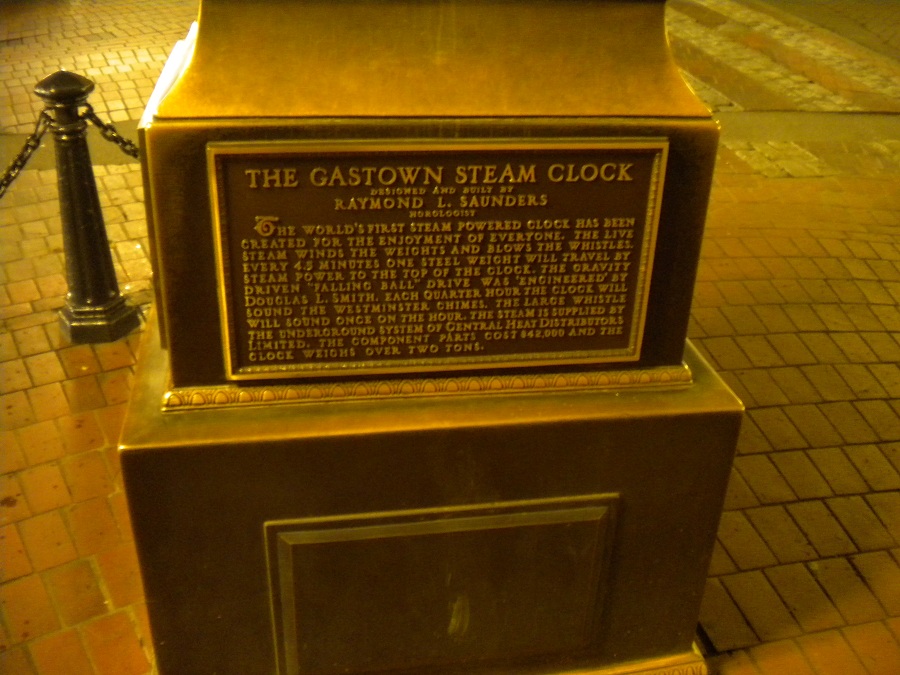 THE GASTOWN STEAM CLOCK
DESIGNED AND BUILT BY
RAYMOND L. SAUNDERS
HOROLOGIST
THE WORLD'S FIRST STEAM POWERED CLOCK HAS BEEN
CREATED FOR THE ENJOYMENT OF EVERYONE. THE LIVE
STEAM WINDS THE WEIGHTS AND BLOWS THE WHISTLES.
EVERY 4.5 MINUTES ONE STEEL WEIGHT WILL TRAVEL BY
STEAM POWER TO THE TOP OF THE CLOCK. THE GRAVITY
DRIVEN "FALLING BALL" DRIVE WAS ENGINEERED BY
DOUGLAS L. SMITH. EACH QUARTER HOUR THE CLOCK WILL
SOUND THE WESTMINSTER CHIMES. THE LARGE WHISTLE
WILL SOUND ONCE ON THE HOUR. THE STEAM IS SUPPLIED BY
THE UNDERGROUND SYSTEM OF CENTRAL HEAT DISTRIBUTORS
LIMITED. THE COMPONENT PARTS COST $42,000 AND THE
CLOCK WEIGHS OVER TWO TONS.